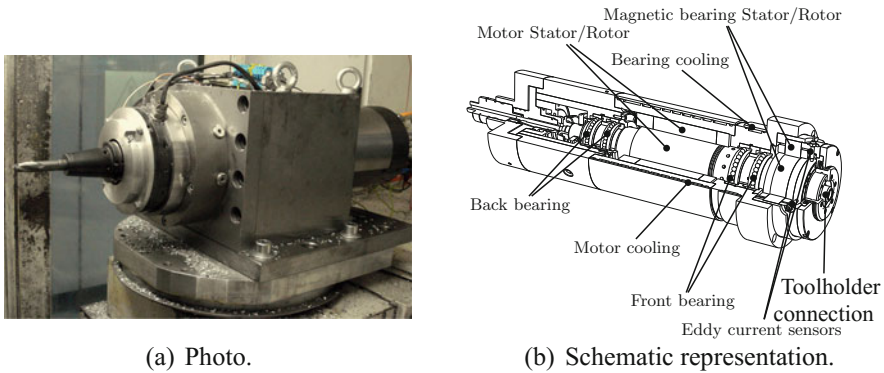 Magnetic bearing Stator/Rotor
Motor Stator/Rotor
Bearing cooling
Back bearing
Motor cooling
Front bearing
Toolholder
connection
Eddy current sensors
(a) Photo.
(b) Schematic representation.